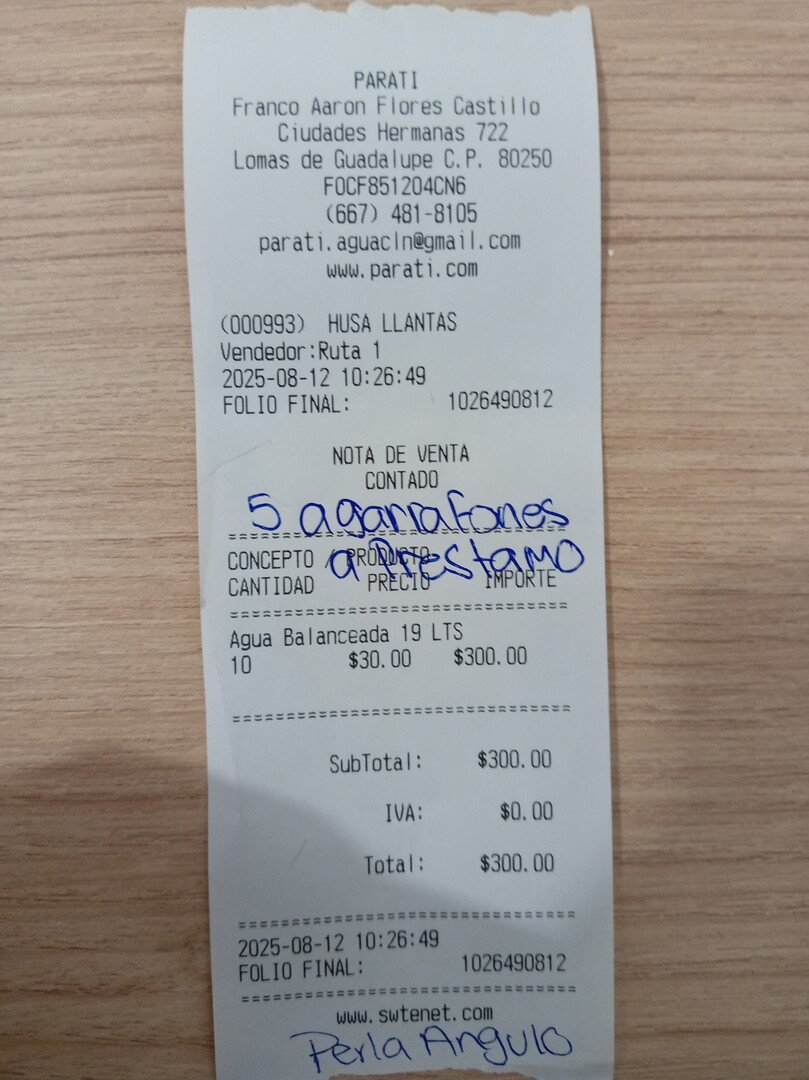 PARATI
Franco Aaron Flores Castillo
Ciudades Hermanas 722
Lomas de Guadalupe C.P. 80250
FOCF851204CN6
(667) 481-8105
parati.aguacln@gmail.com
www.parati.com
(000993) HUSA LLANTAS
Vendedor:Ruta 1
2025-08-12 10:26:49
FOLIO FINAL: 1026490812
NOTA DE VENTA
CONTADO
5 agarrafones
a Prestamo
CONCEPTO / PRODUCTO
CANTIDAD PRECIO IMPORTE
Agua Balanceada 19 LTS
10 $30.00 $300.00
SubTotal: $300.00
IVA: $0.00
Total: $300.00
2025-08-12 10:26:49
FOLIO FINAL: 1026490812
www.swtenet.com
Perla Angulo